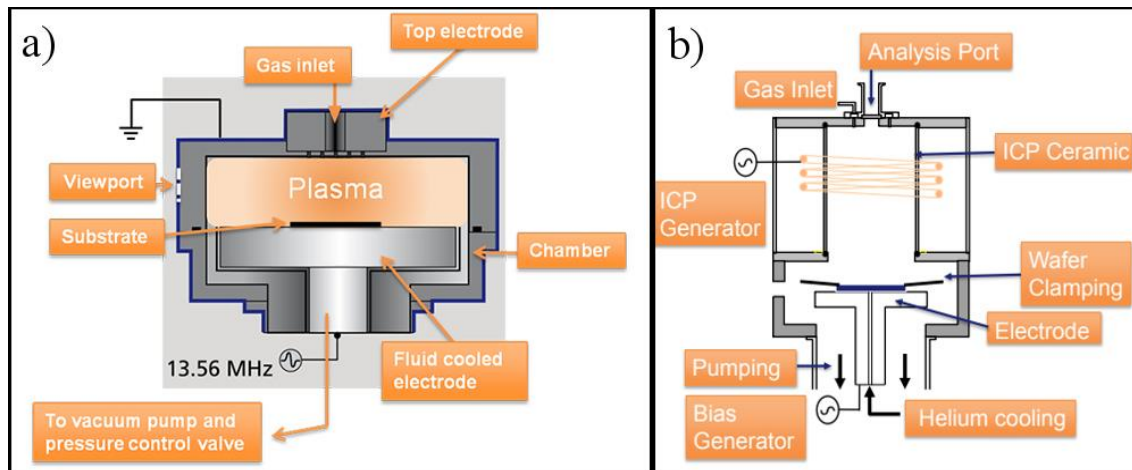 a)
Top electrode
Gas inlet
Viewport
Plasma
Substrate
Chamber
13.56 MHz
Fluid cooled
electrode
To vacuum pump and
pressure control valve
b)
Analysis Port
Gas Inlet
ICP Ceramic
ICP
Generator
Wafer
Clamping
Electrode
Pumping
Bias
Generator
Helium cooling